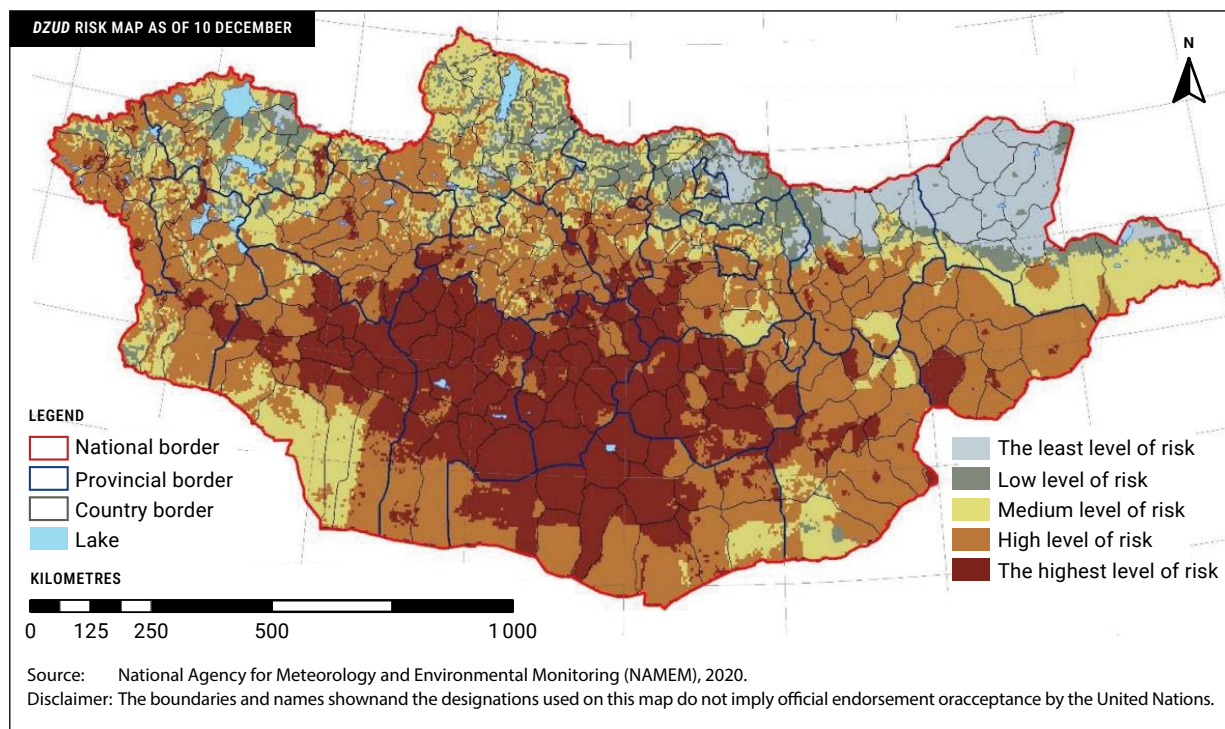 DZUD RISK MAP AS OF 10 DECEMBER
N
LEGEND
National border
Provincial border
Country border
Lake
KILOMETRES
0 125 250 500 1 000
The least level of risk
Low level of risk
Medium level of risk
High level of risk
The highest level of risk
Source: National Agency for Meteorology and Environmental Monitoring (NAMEM), 2020.
Disclaimer: The boundaries and names shownand the designations used on this map do not imply official endorsement oracceptance by the United Nations.